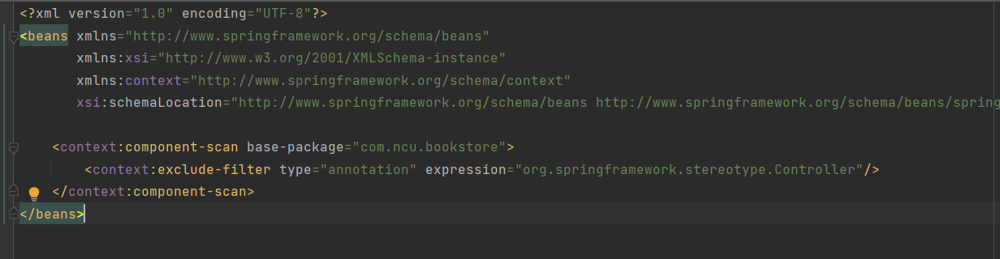 <?xml version="1.0" encoding="UTF-8"?>
<beans xmlns="http://www.springframework.org/schema/beans"
       xmlns:xsi="http://www.w3.org/2001/XMLSchema-instance"
       xmlns:context="http://www.springframework.org/schema/context"
       xsi:schemaLocation="http://www.springframework.org/schema/beans http://www.springframework.org/schema/beans/spring
    <context:component-scan base-package="com.ncu.bookstore">
        <context:exclude-filter type="annotation" expression="org.springframework.stereotype.Controller"/>
    </context:component-scan>
</beans>